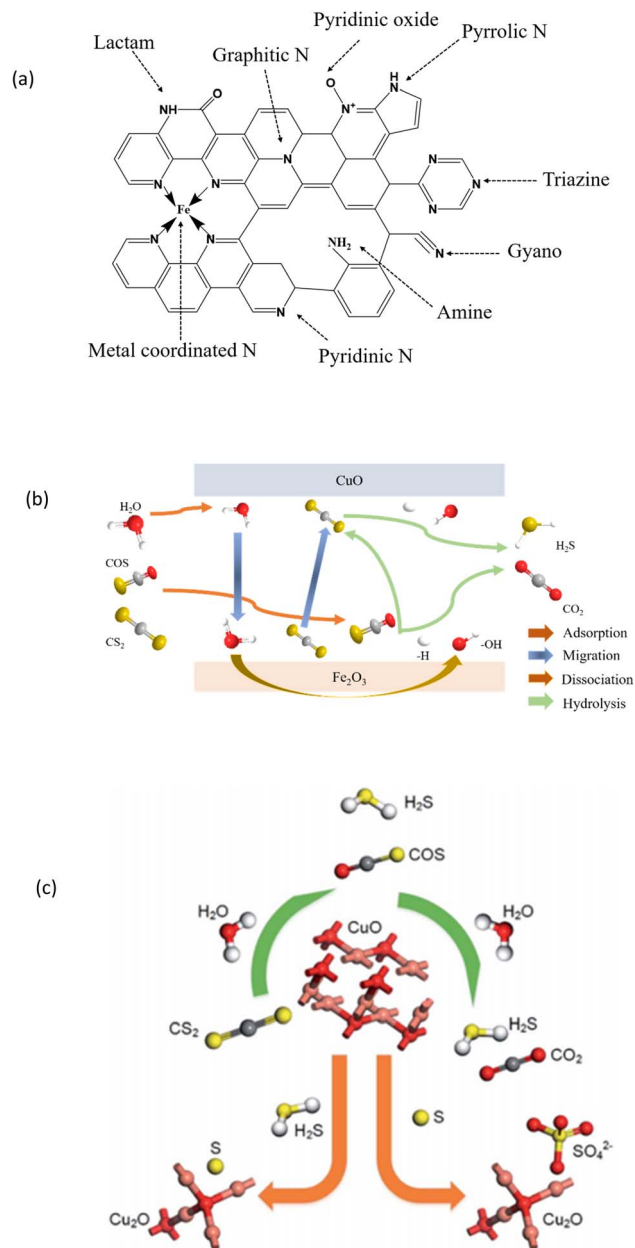 (a)
Pyridinic oxide
Pyrrolic N
Lactam
Graphitic N
H
N
O
NH
O
N+
N
N
N
N
N
N
Triazine
Fe
N
N
NH2
N
Gyano
Amine
N
Metal coordinated N
Pyridinic N
(b)
CuO
H2O
COS
CS2
H2S
CO2
-H
-OH
Fe2O3
Adsorption
Migration
Dissociation
Hydrolysis
(c)
H2S
COS
H2O
CuO
H2O
CS2
H2S
CO2
H2S
S
S
SO42-
Cu2O
Cu2O